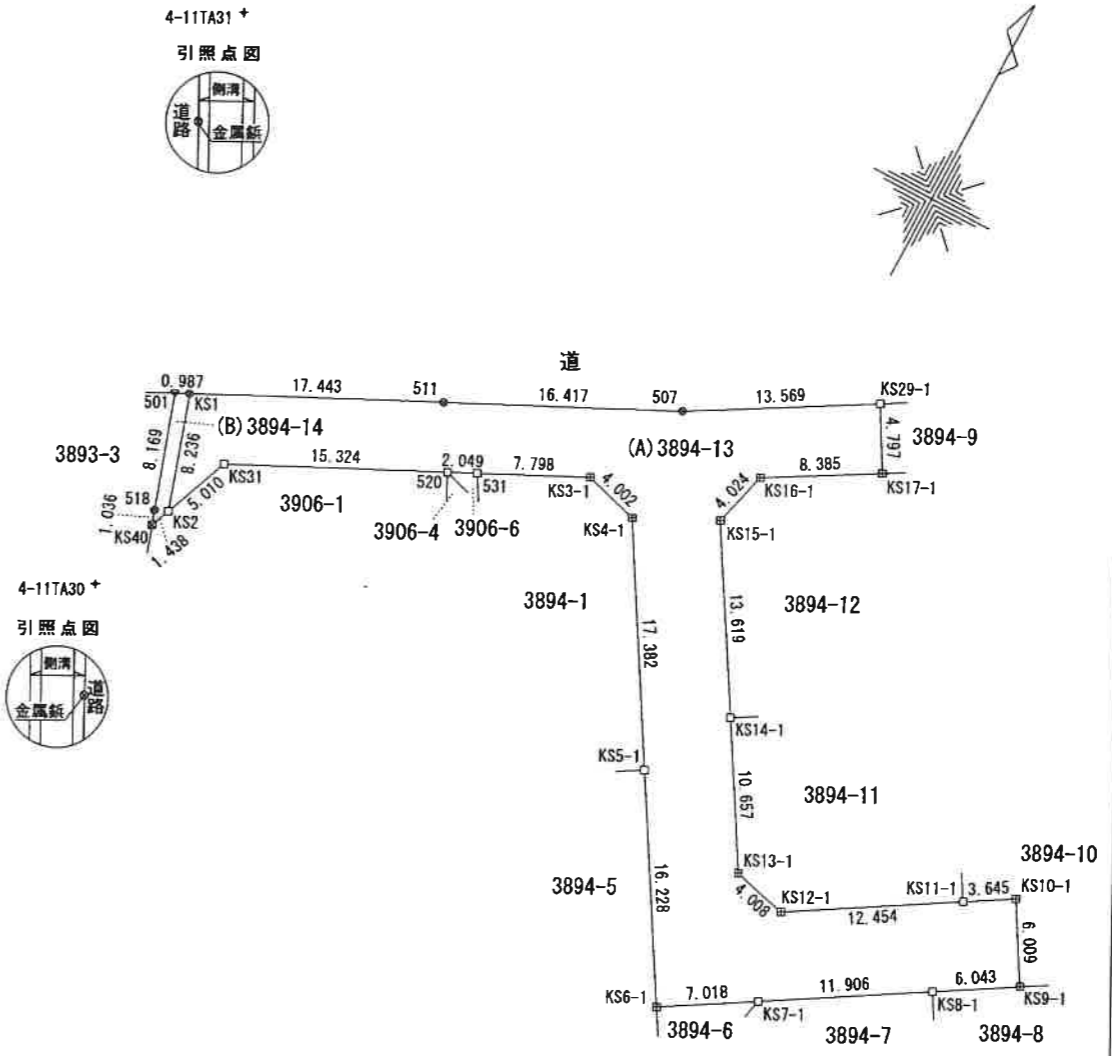 4-11TA31
引照点図
側溝
道路
金属鋲
道
0.987
17.443
511
16.417
507
13.569
KS29-1
501
KS1
(B) 3894-14
(A) 3894-13
4.797
3894-9
3893-3
8.169
8.236
15.324
2.049
7.798
8.385
KS31
520
531
KS3-1
4.002
4.024
KS16-1
KS17-1
518
5.010
3906-1
KS2
1.036
KS40
1.438
3906-4
3906-6
KS4-1
KS15-1
4-11TA30
引照点図
側溝
道路
金属鋲
3894-1
17.382
13.619
3894-12
KS14-1
KS5-1
10.657
3894-11
KS13-1
3894-10
3894-5
16.228
4.008
KS12-1
KS11-1
3.645
KS10-1
12.454
6.009
KS6-1
7.018
11.906
6.043
KS7-1
KS8-1
KS9-1
3894-6
3894-7
3894-8